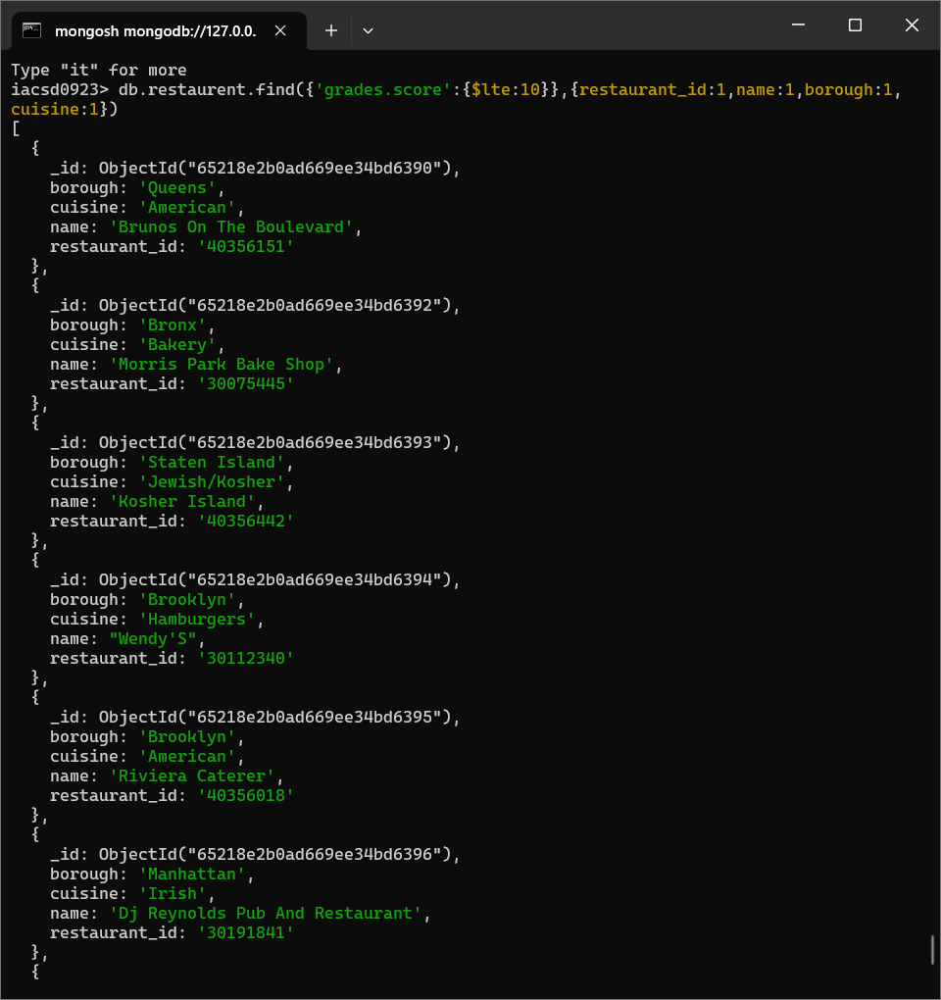 mongosh mongodb://127.0.0.
Type "it" for more
iacsd0923> db.restaurent.find({'grades.score':{$lte:10}},{restaurant_id:1,name:1,borough:1,
cuisine:1})
[
  {
    _id: ObjectId("65218e2b0ad669ee34bd6390"),
    borough: 'Queens',
    cuisine: 'American',
    name: 'Brunos On The Boulevard',
    restaurant_id: '40356151'
  },
  {
    _id: ObjectId("65218e2b0ad669ee34bd6392"),
    borough: 'Bronx',
    cuisine: 'Bakery',
    name: 'Morris Park Bake Shop',
    restaurant_id: '30075445'
  },
  {
    _id: ObjectId("65218e2b0ad669ee34bd6393"),
    borough: 'Staten Island',
    cuisine: 'Jewish/Kosher',
    name: 'Kosher Island',
    restaurant_id: '40356442'
  },
  {
    _id: ObjectId("65218e2b0ad669ee34bd6394"),
    borough: 'Brooklyn',
    cuisine: 'Hamburgers',
    name: "Wendy'S",
    restaurant_id: '30112340'
  },
  {
    _id: ObjectId("65218e2b0ad669ee34bd6395"),
    borough: 'Brooklyn',
    cuisine: 'American',
    name: 'Riviera Caterer',
    restaurant_id: '40356018'
  },
  {
    _id: ObjectId("65218e2b0ad669ee34bd6396"),
    borough: 'Manhattan',
    cuisine: 'Irish',
    name: 'Dj Reynolds Pub And Restaurant',
    restaurant_id: '30191841'
  },
  {